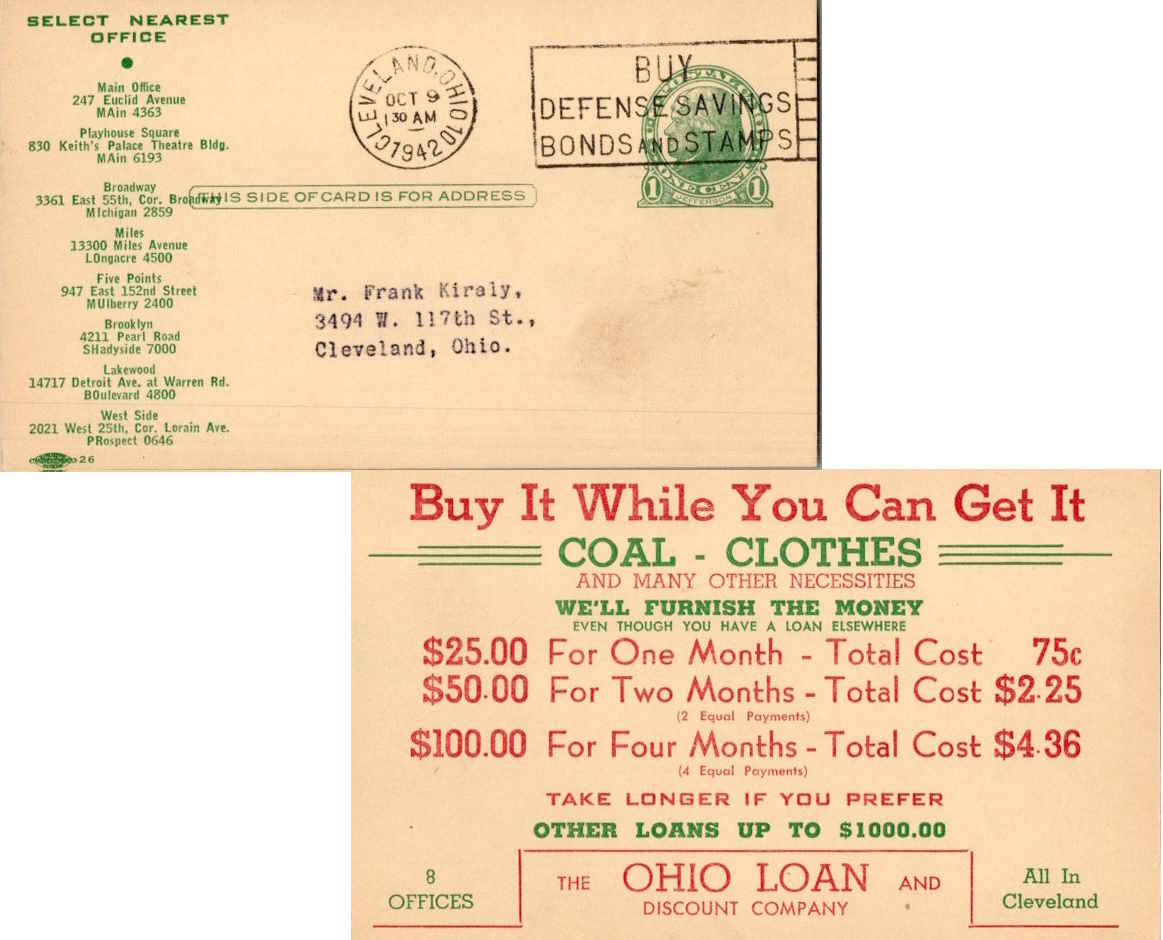 SELECT NEAREST
OFFICE
Main Office
247 Euclid Avenue
MAin 4363
Playhouse Square
830 Keith's Palace Theatre Bldg.
MAin 6193
Broadway
3361 East 55th, Cor. Broadway
MIchigan 2859
Miles
13300 Miles Avenue
LOngacre 4500
Five Points
947 East 152nd Street
MUlberry 2400
Brooklyn
4211 Pearl Road
SHadyside 7000
Lakewood
14717 Detroit Ave. at Warren Rd.
BOulevard 4800
West Side
2021 West 25th, Cor. Lorain Ave.
PRospect 0646
26
CLEVELAND, OHIO 10
OCT 9
1 30 AM
1942
BUY
DEFENSE SAVINGS
BONDS AND STAMPS
1 ONE CENT 1
JEFFERSON
THIS SIDE OF CARD IS FOR ADDRESS
Mr. Frank Kiraly,
3494 W. 117th St.,
Cleveland, Ohio.
Buy It While You Can Get It
COAL - CLOTHES
AND MANY OTHER NECESSITIES
WE'LL FURNISH THE MONEY
EVEN THOUGH YOU HAVE A LOAN ELSEWHERE
$25.00 For One Month - Total Cost 75c
$50.00 For Two Months - Total Cost $2.25
(2 Equal Payments)
$100.00 For Four Months - Total Cost $4.36
(4 Equal Payments)
TAKE LONGER IF YOU PREFER
OTHER LOANS UP TO $1000.00
8
OFFICES
THE OHIO LOAN AND
DISCOUNT COMPANY
All In
Cleveland